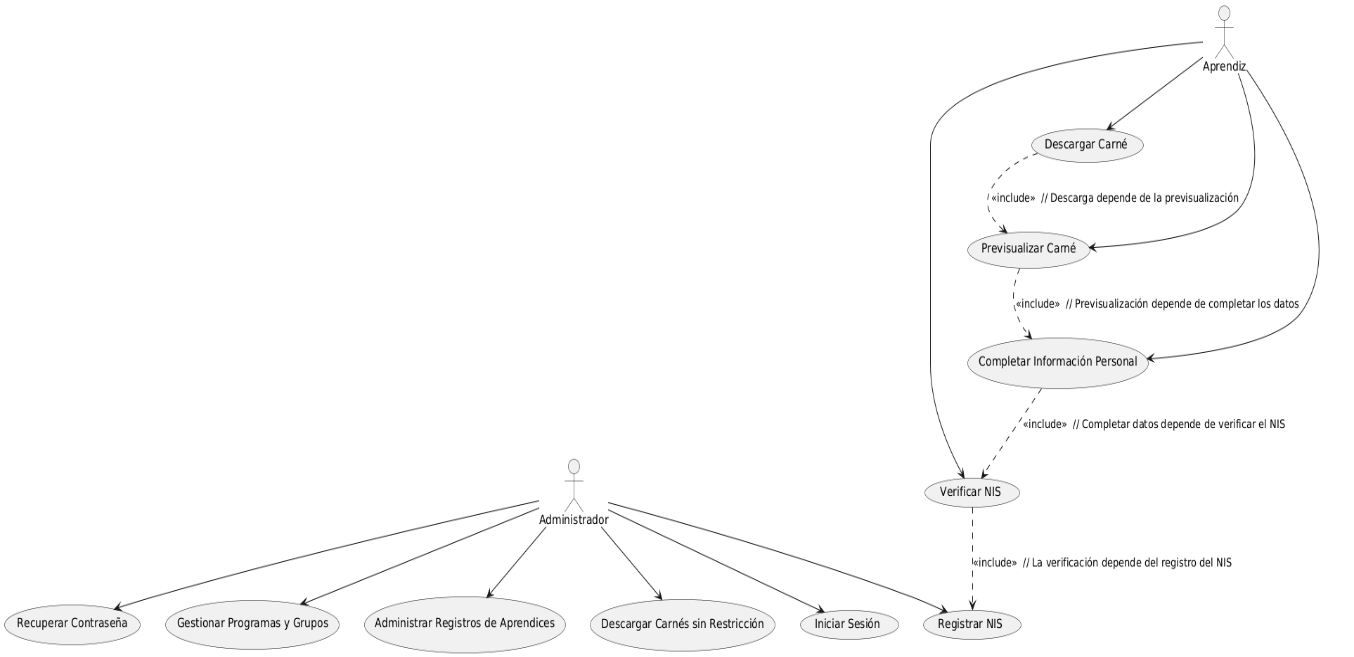 Aprendiz
Descargar Carné
«include» // Descarga depende de la previsualización
Previsualizar Carné
«include» // Previsualización depende de completar los datos
Completar Información Personal
«include» // Completar datos depende de verificar el NIS
Verificar NIS
Administrador
«include» // La verificación depende del registro del NIS
Recuperar Contraseña
Gestionar Programas y Grupos
Administrar Registros de Aprendices
Descargar Carnés sin Restricción
Iniciar Sesión
Registrar NIS